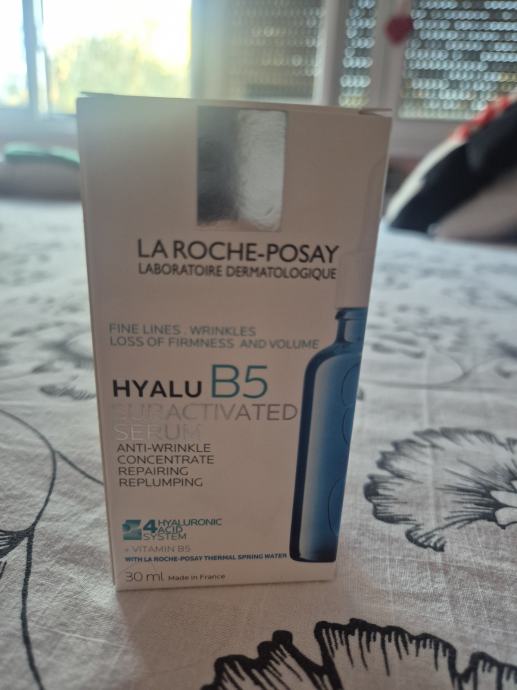 LA ROCHE-POSAY
LABORATOIRE DERMATOLOGIQUE
FINE LINES . WRINKLES
LOSS OF FIRMNESS AND VOLUME
HYALU B5
SURACTIVATED
SERUM
ANTI-WRINKLE
CONCENTRATE
REPAIRING
REPLUMPING
4 HYALURONIC
ACID
SYSTEM
+ VITAMIN B5
WITH LA ROCHE-POSAY THERMAL SPRING WATER
30 ml Made in France